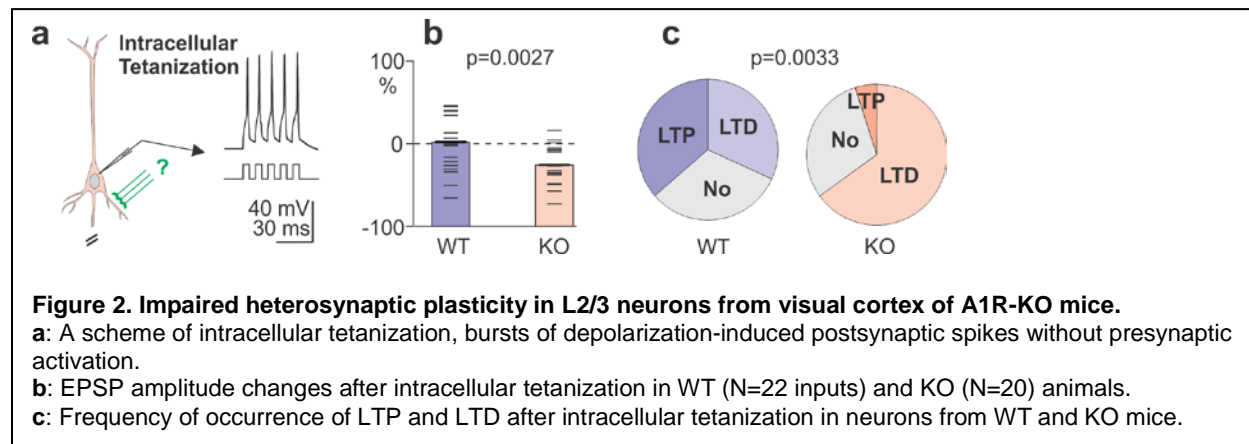 a
Intracellular
Tetanization
?
40 mV
30 ms
b
p=0.0027
100
%
0
-100
WT
KO
c
p=0.0033
LTP
LTD
No
WT
LTP
No
LTD
KO
Figure 2. Impaired heterosynaptic plasticity in L2/3 neurons from visual cortex of A1R-KO mice.
a: A scheme of intracellular tetanization, bursts of depolarization-induced postsynaptic spikes without presynaptic
activation.
b: EPSP amplitude changes after intracellular tetanization in WT (N=22 inputs) and KO (N=20) animals.
c: Frequency of occurrence of LTP and LTD after intracellular tetanization in neurons from WT and KO mice.